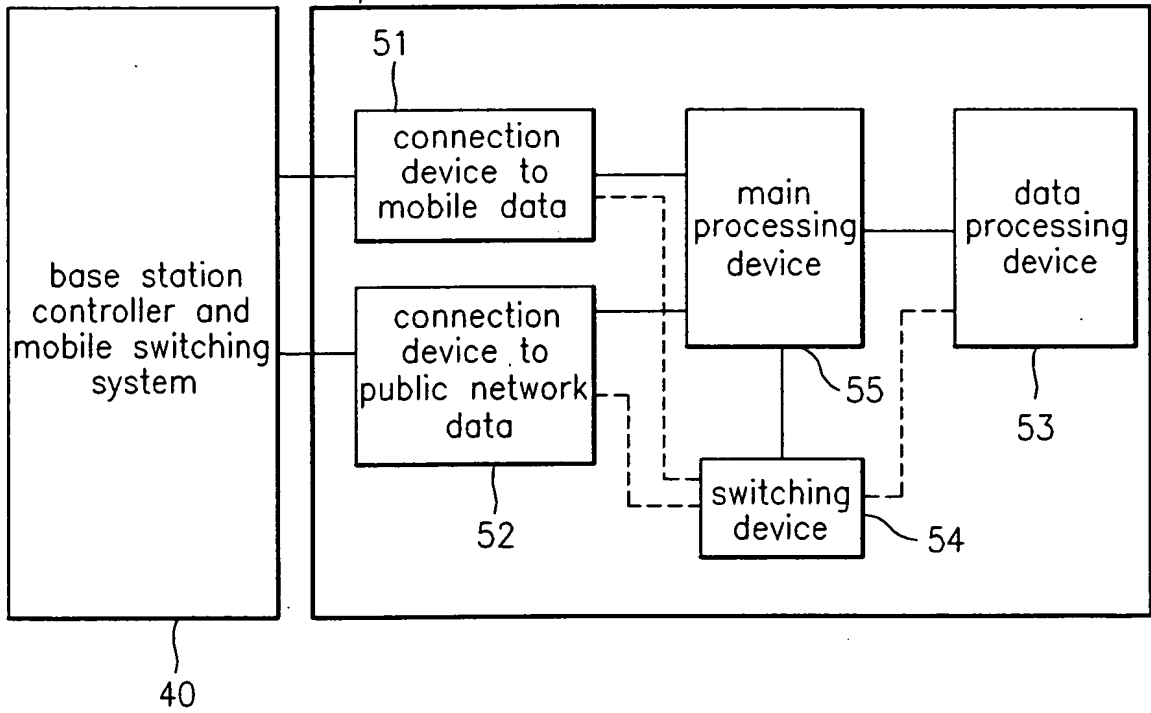 51
connection
device to
mobile data
main
processing
device
data
processing
device
base station
controller and
mobile switching
system
connection
device to
public network
data
55
53
switching
device
52
54
40